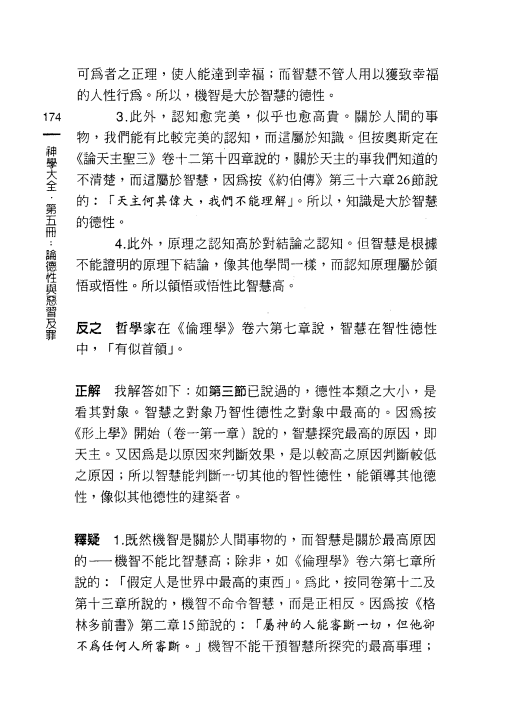 可爲者之正理，使人能達到幸福；而智慧不管人用以獲致幸福
的人性行爲。所以，機智是大於智慧的德性。
3.此外，認知愈完美，似乎也愈高貴。關於人間的事
物，我們能有比較完美的認知，而這屬於知識。但按奧斯定在
《論天主聖三》卷十二第十四章說的，關於天主的事我們知道的
不清楚，而這屬於智慧，因爲按《約伯傳》第三十六章26節說
的：「天主何其偉大，我們不能理解」。所以，知識是大於智慧
的德性。
4.此外，原理之認知高於對結論之認知。但智慧是根據
不能證明的原理下結論，像其他學問一樣，而認知原理屬於領
悟或悟性。所以領悟或悟性比智慧高。
反之　哲學家在《倫理學》卷六第七章說，智慧在智性德性
中，「有似首領」。
正解　我解答如下：如第三節已說過的，德性本類之大小，是
看其對象。智慧之對象乃智性德性之對象中最高的。因爲按
《形上學》開始（卷一第一章）說的，智慧探究最高的原因，即
天主。又因爲是以原因來判斷效果，是以較高之原因判斷較低
之原因；所以智慧能判斷一切其他的智性德性，能領導其他德
性，像似其他德性的建築者。
釋疑　1.既然機智是關於人間事物的，而智慧是關於最高原因
的——機智不能比智慧高；除非，如《倫理學》卷六第七章所
說的：「假定人是世界中最高的東西」。爲此，按同卷第十二及
第十三章所說的，機智不命令智慧，而是正相反。因爲按《格
林多前書》第二章15節說的：「屬神的人能審斷一切，但他卻
不爲任何人所審斷。」機智不能干預智慧所探究的最高事理；
174
神學大全．第五冊：論德性與惡習及罪